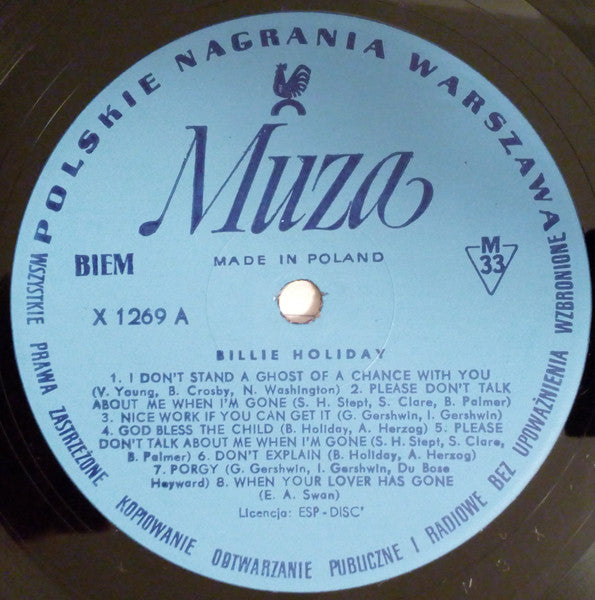 POLSKIE NAGRANIA WARSZAWA
Muza
BIEM
MADE IN POLAND
M
33
X 1269 A
BILLIE HOLIDAY
1. I DON'T STAND A GHOST OF A CHANCE WITH YOU
(V. Young, B. Crosby, N. Washington) 2. PLEASE DON'T TALK
ABOUT ME WHEN I'M GONE (S. H. Stept, S. Clare, B. Palmer)
3. NICE WORK IF YOU CAN GET IT (G. Gershwin, I. Gershwin)
4. GOD BLESS THE CHILD (B. Holiday, A. Herzog) 5. PLEASE
DON'T TALK ABOUT ME WHEN I'M GONE (S. H. Stept, S. Clare,
B. Palmer) 6. DON'T EXPLAIN (B. Holiday, A. Herzog)
7. PORGY (G. Gershwin, I. Gershwin, Du Bose
Heyward) 8. WHEN YOUR LOVER HAS GONE
(E. A. Swan)
Licencja: ESP-DISC'
WSZYSTKIE PRAWA ZASTRZEŻONE KOPIOWANIE ODTWARZANIE PUBLICZNE I RADIOWE BEZ UPOWAŻNIENIA WZBRONIONE